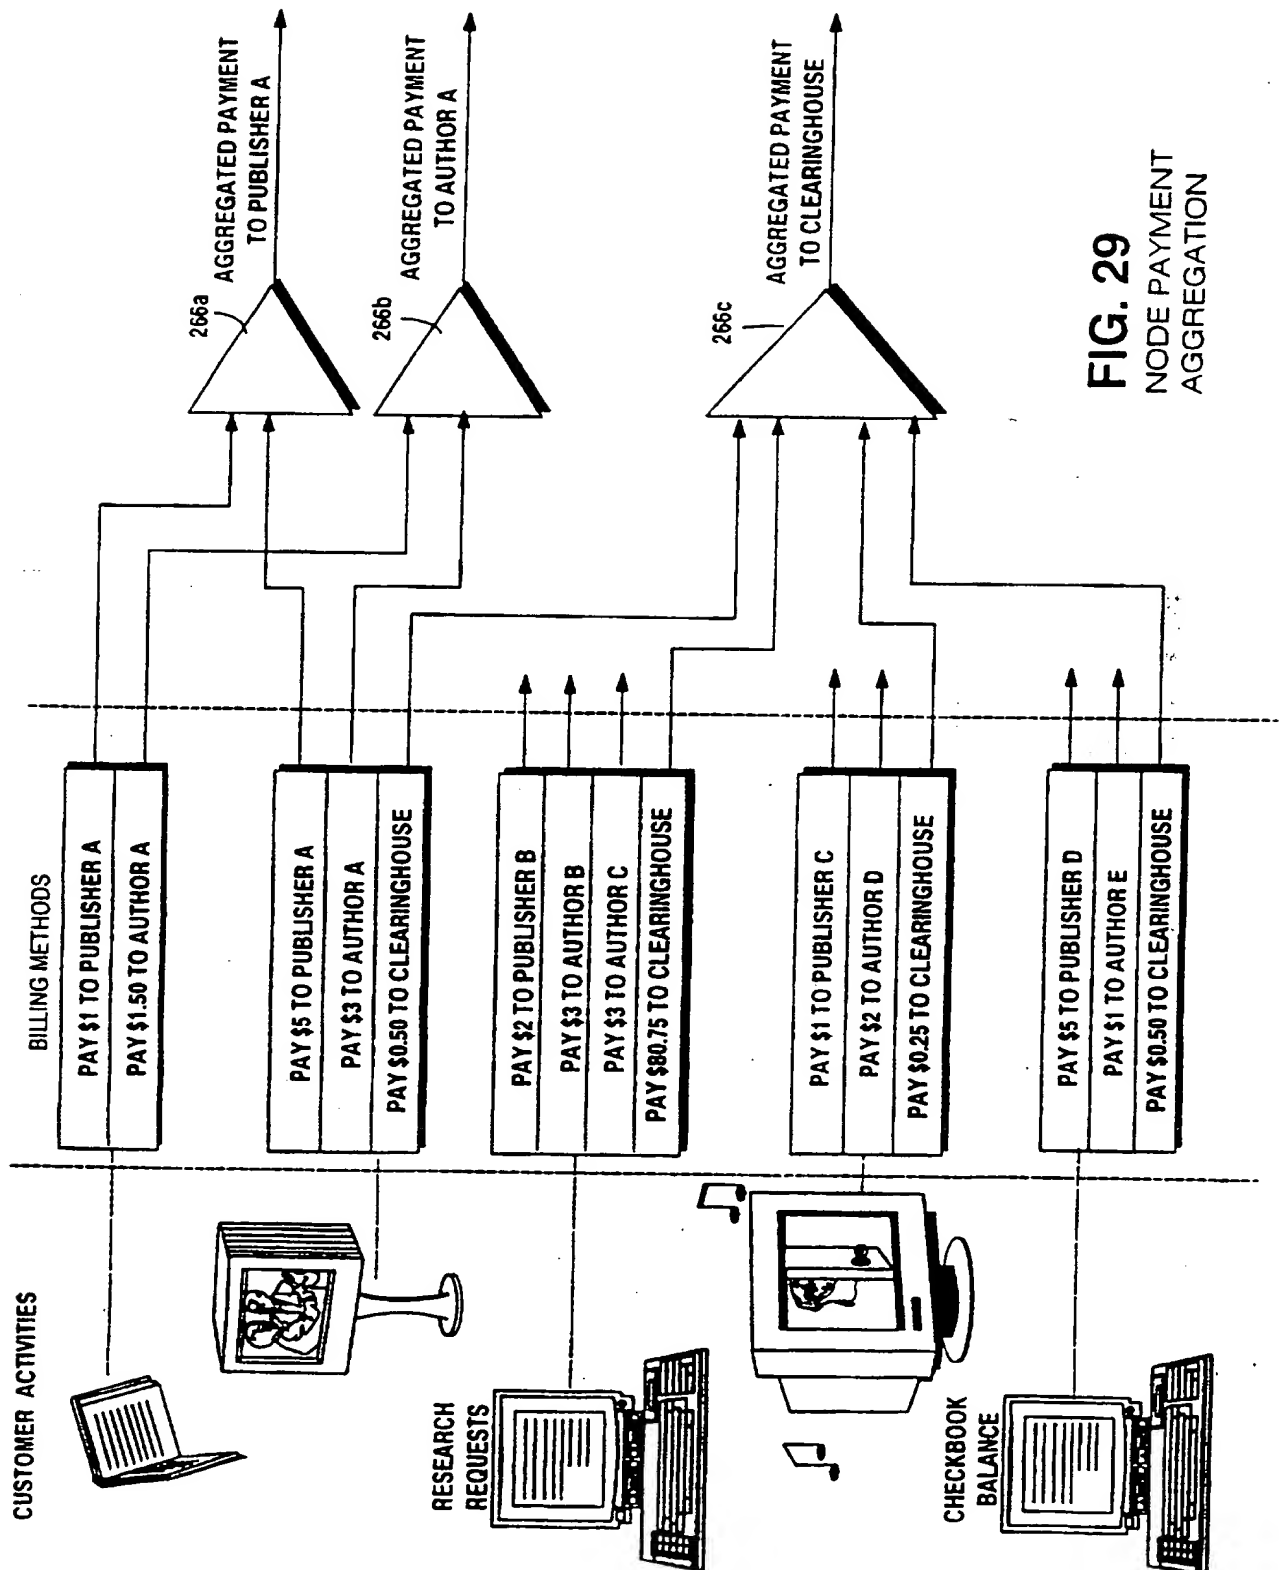 CUSTOMER ACTIVITIES
RESEARCH
REQUESTS
CHECKBOOK
BALANCE
BILLING METHODS
PAY $1 TO PUBLISHER A
PAY $1.50 TO AUTHOR A
PAY $5 TO PUBLISHER A
PAY $3 TO AUTHOR A
PAY $0.50 TO CLEARINGHOUSE
PAY $2 TO PUBLISHER B
PAY $3 TO AUTHOR B
PAY $3 TO AUTHOR C
PAY $80.75 TO CLEARINGHOUSE
PAY $1 TO PUBLISHER C
PAY $2 TO AUTHOR D
PAY $0.25 TO CLEARINGHOUSE
PAY $5 TO PUBLISHER D
PAY $1 TO AUTHOR E
PAY $0.50 TO CLEARINGHOUSE
266a
AGGREGATED PAYMENT
TO PUBLISHER A
266b
AGGREGATED PAYMENT
TO AUTHOR A
266c
AGGREGATED PAYMENT
TO CLEARINGHOUSE
FIG. 29
NODE PAYMENT
AGGREGATION